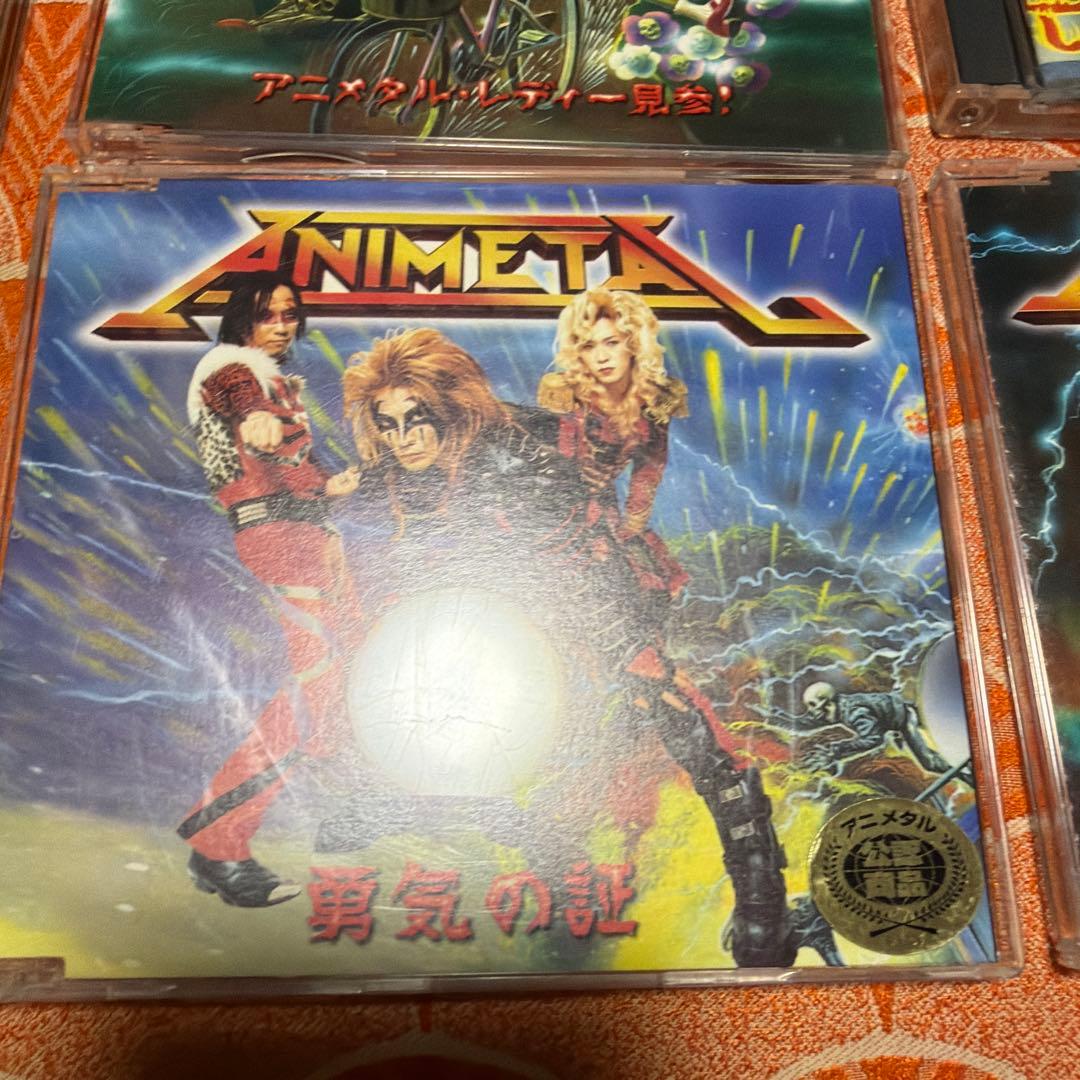 アニメタル・レディー見参!
ANIMETAL
勇気の証
アニメタル
公認
商品